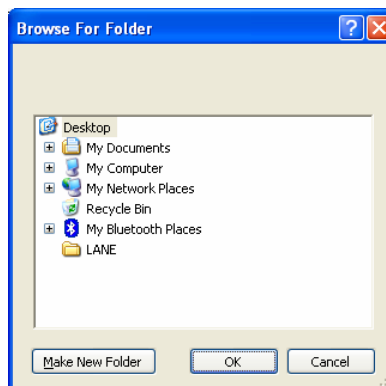 Browse For Folder
Desktop
My Documents
My Computer
My Network Places
Recycle Bin
My Bluetooth Places
LANE
Make New Folder OK Cancel